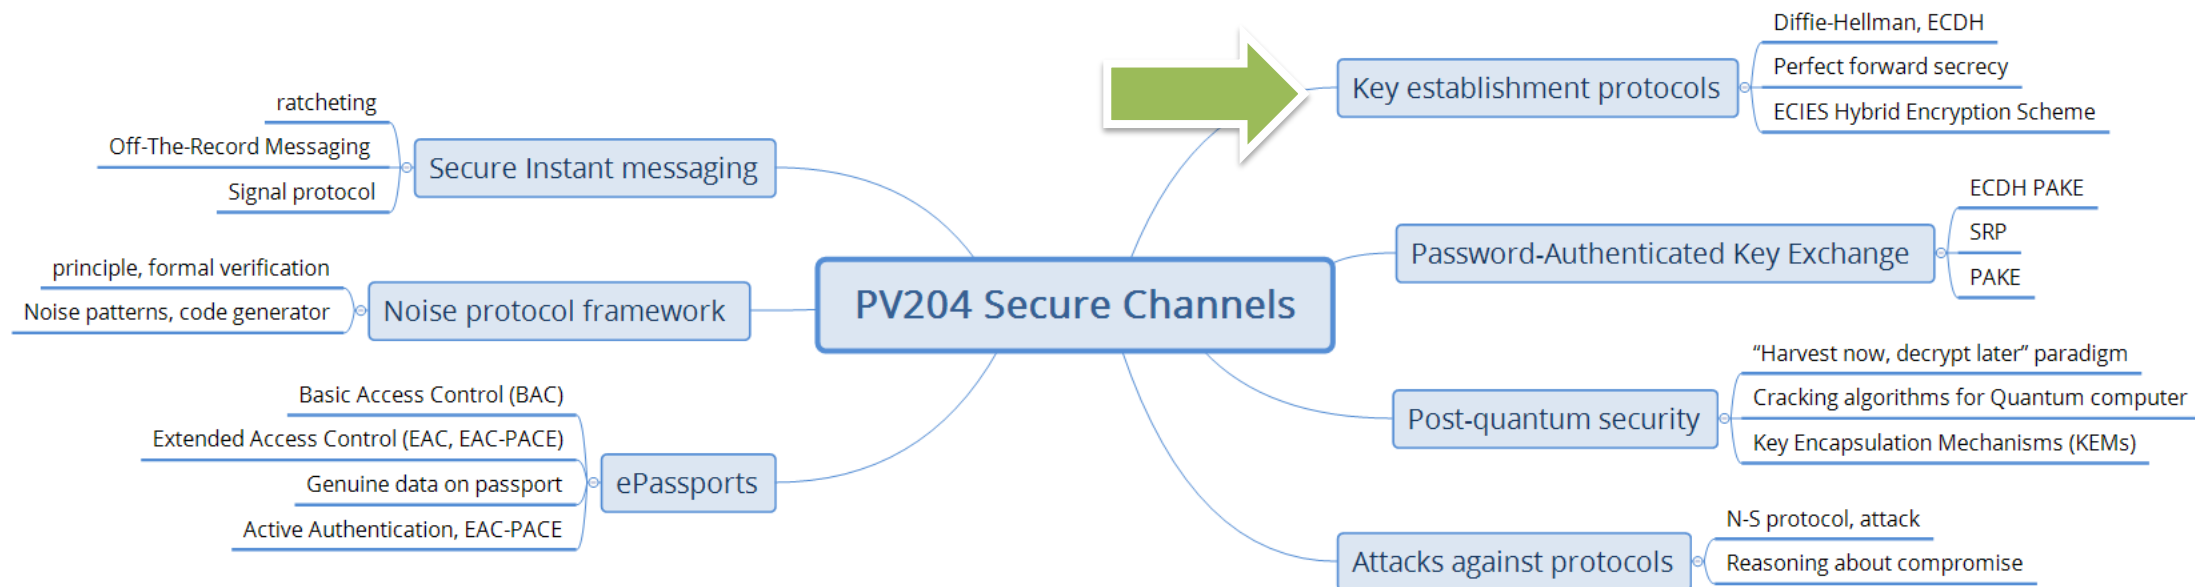 PV204 Secure Channels
Key establishment protocols
Diffie-Hellman, ECDH
Perfect forward secrecy
ECIES Hybrid Encryption Scheme
Password-Authenticated Key Exchange
ECDH PAKE
SRP
PAKE
Post-quantum security
“Harvest now, decrypt later” paradigm
Cracking algorithms for Quantum computer
Key Encapsulation Mechanisms (KEMs)
Attacks against protocols
N-S protocol, attack
Reasoning about compromise
Secure Instant messaging
ratcheting
Off-The-Record Messaging
Signal protocol
Noise protocol framework
principle, formal verification
Noise patterns, code generator
ePassports
Basic Access Control (BAC)
Extended Access Control (EAC, EAC-PACE)
Genuine data on passport
Active Authentication, EAC-PACE